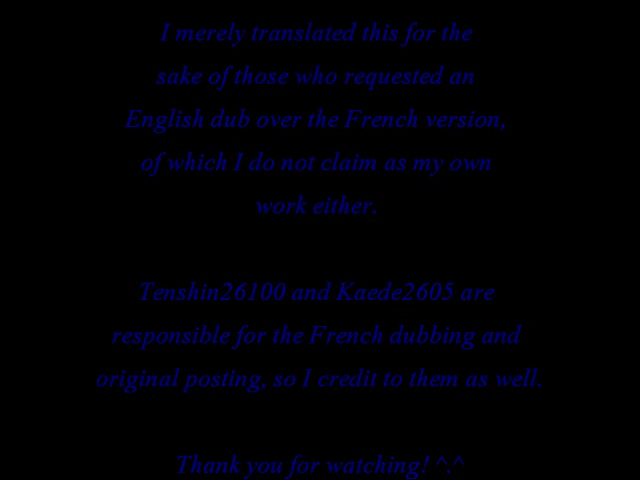 I merely translated this for the
sake of those who requested an
English dub over the French version,
of which I do not claim as my own
work either.
Tenshin26100 and Kaede2605 are
responsible for the French dubbing and
original posting, so I credit to them as well.
Thank you for watching! ^.^